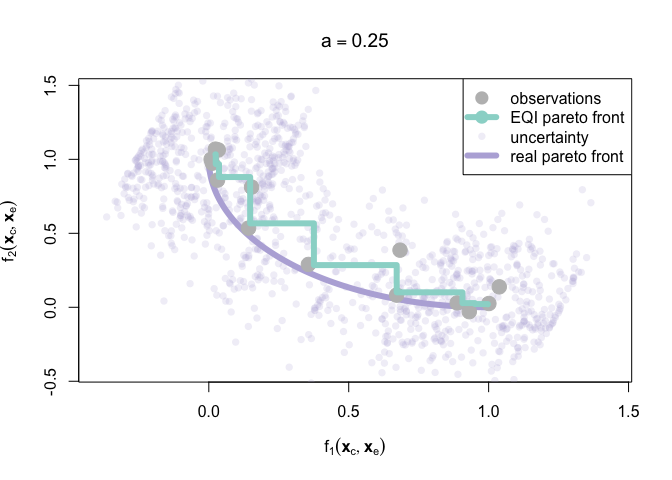 a = 0.25
observations
EQI pareto front
uncertainty
real pareto front
1.5
1.0
0.5
0.0
-0.5
f₂(𝐱c, 𝐱e)
0.0 0.5 1.0 1.5
f₁(𝐱c, 𝐱e)